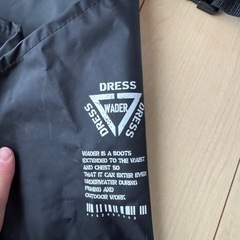 DRESS
DRESS
DRESS
WADER
WADER IS A BOOTS
EXTENDED TO THE WAIST
AND CHEST SO
THAT IT CAN ENTER EVEN
UNDERWATER DURING
FISHING AND
OUTDOOR WORK